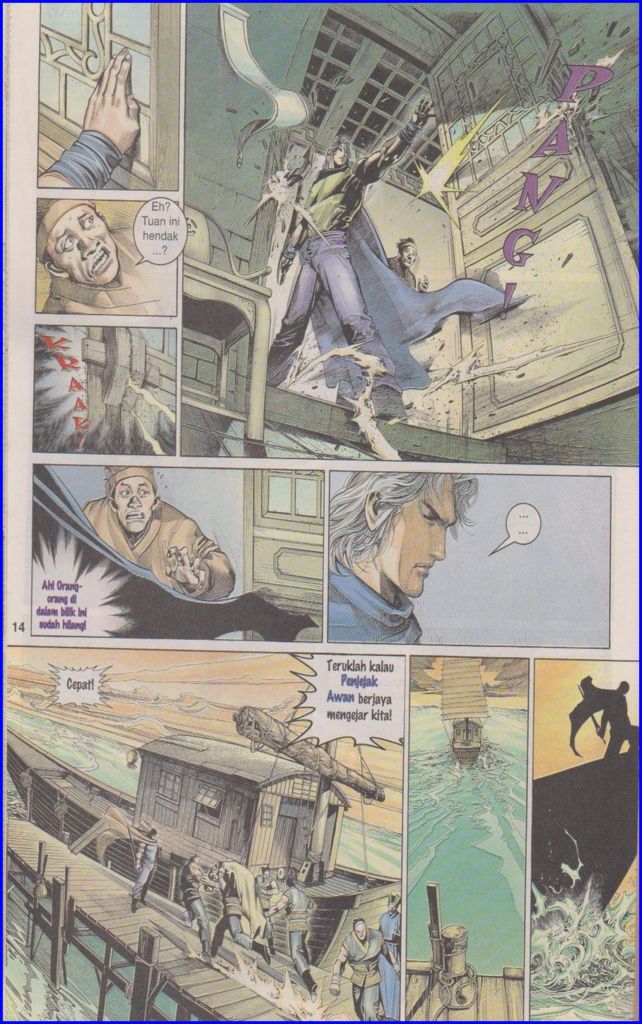 Eh?
Tuan ini
hendak
...?
KRAAK!
PANG!
Ah! Orang-
orang di
dalam bilik ini
sudah hilang!
...
...
14
Cepat!
Teruklah kalau
Penjejak
Awan berjaya
mengejar kita!